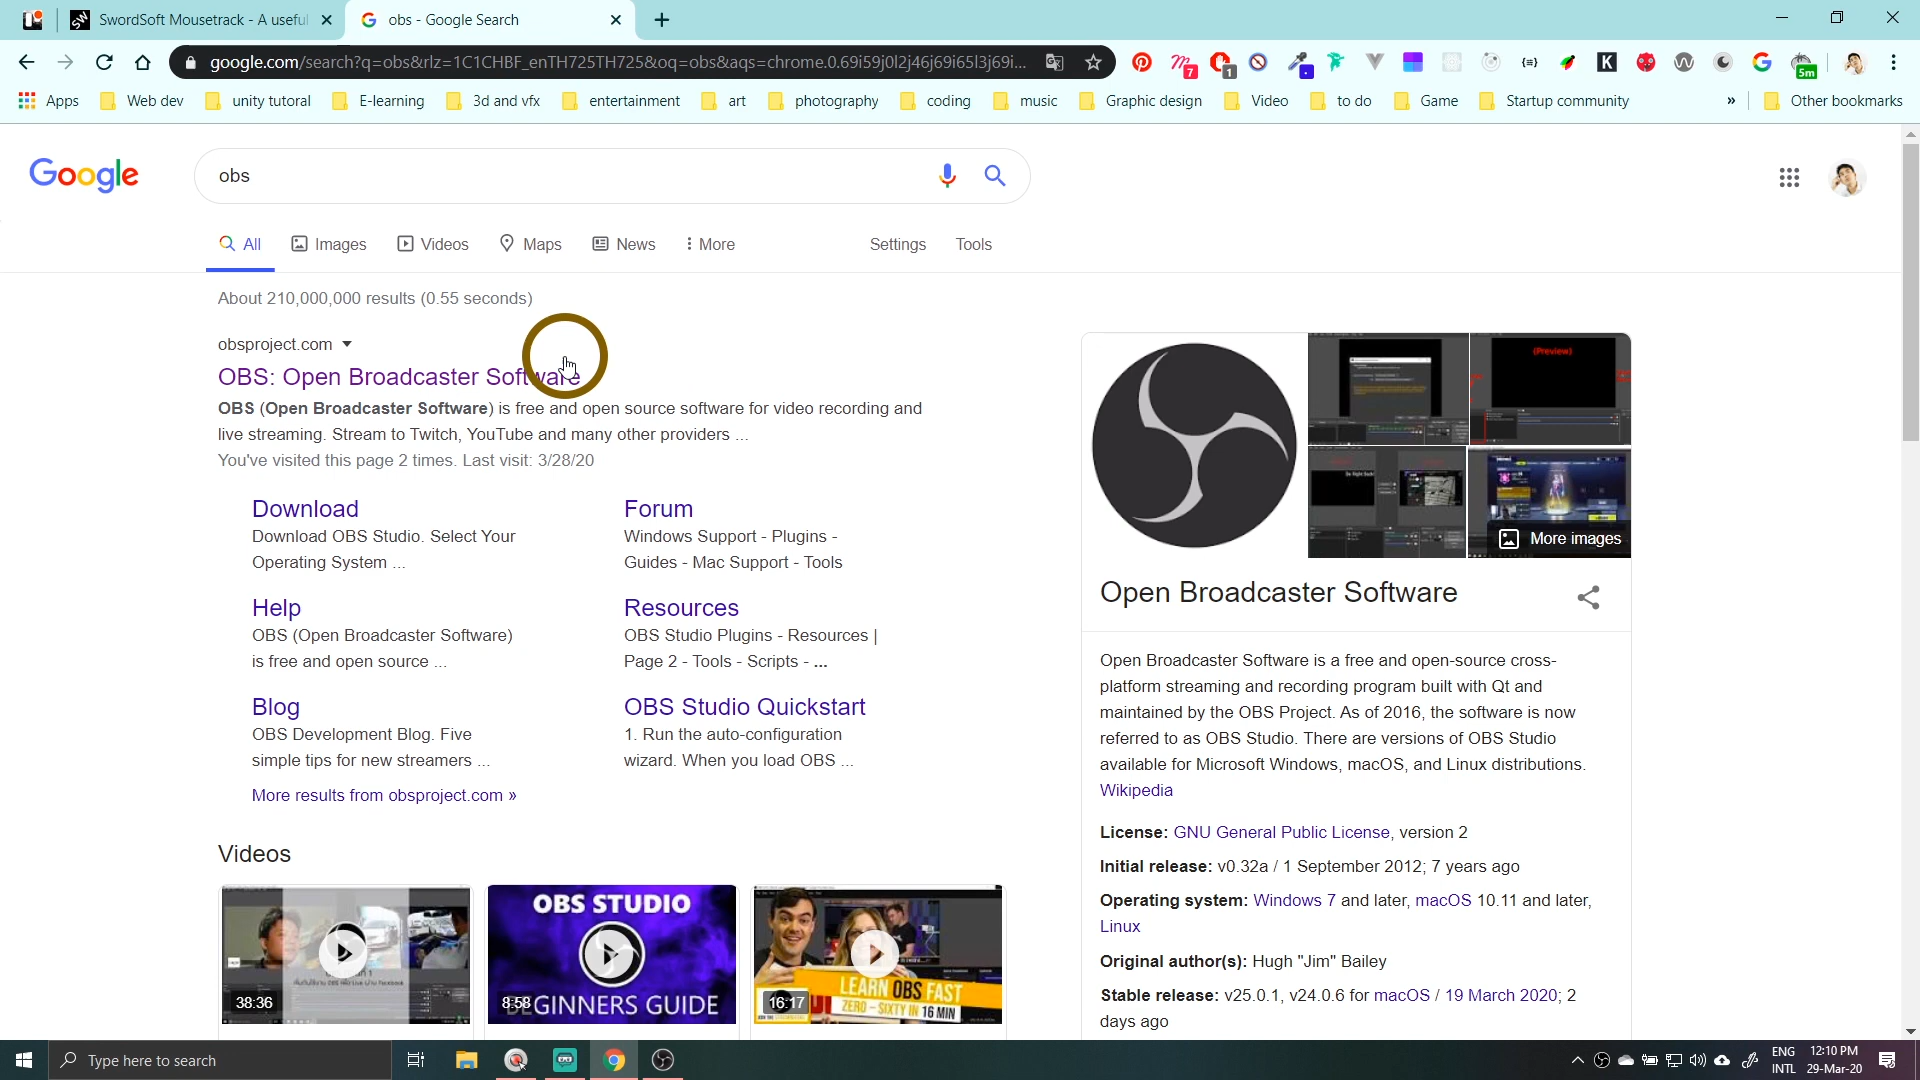 SwordSoft Mousetrack - A useful
obs - Google Search
google.com/search?q=obs&rlz=1C1CHBF_enTH725TH725&oq=obs&aqs=chrome.0.69i59j0l2j46j69i65l3j69i...
7
1
5m
Apps
Web dev
unity tutoral
E-learning
3d and vfx
entertainment
art
photography
coding
music
Graphic design
Video
to do
Game
Startup community
»
Other bookmarks
Google
obs
All
Images
Videos
Maps
News
More
Settings
Tools
About 210,000,000 results (0.55 seconds)
obsproject.com
OBS: Open Broadcaster Software
OBS (Open Broadcaster Software) is free and open source software for video recording and
live streaming. Stream to Twitch, YouTube and many other providers ...
You've visited this page 2 times. Last visit: 3/28/20
Download
Download OBS Studio. Select Your
Operating System ...
Forum
Windows Support - Plugins -
Guides - Mac Support - Tools
Help
OBS (Open Broadcaster Software)
is free and open source ...
Resources
OBS Studio Plugins - Resources |
Page 2 - Tools - Scripts - ...
Blog
OBS Development Blog. Five
simple tips for new streamers ...
OBS Studio Quickstart
1. Run the auto-configuration
wizard. When you load OBS ...
More results from obsproject.com »
Videos
38:36
OBS STUDIO
8:58
BEGINNERS GUIDE
16:17
LEARN OBS FAST
ZERO – SIXTY IN 16 MIN
(Preview)
More images
Open Broadcaster Software
Open Broadcaster Software is a free and open-source cross-
platform streaming and recording program built with Qt and
maintained by the OBS Project. As of 2016, the software is now
referred to as OBS Studio. There are versions of OBS Studio
available for Microsoft Windows, macOS, and Linux distributions.
Wikipedia
License: GNU General Public License, version 2
Initial release: v0.32a / 1 September 2012; 7 years ago
Operating system: Windows 7 and later, macOS 10.11 and later,
Linux
Original author(s): Hugh "Jim" Bailey
Stable release: v25.0.1, v24.0.6 for macOS / 19 March 2020; 2
days ago
Type here to search
ENG
INTL
12:10 PM
29-Mar-20